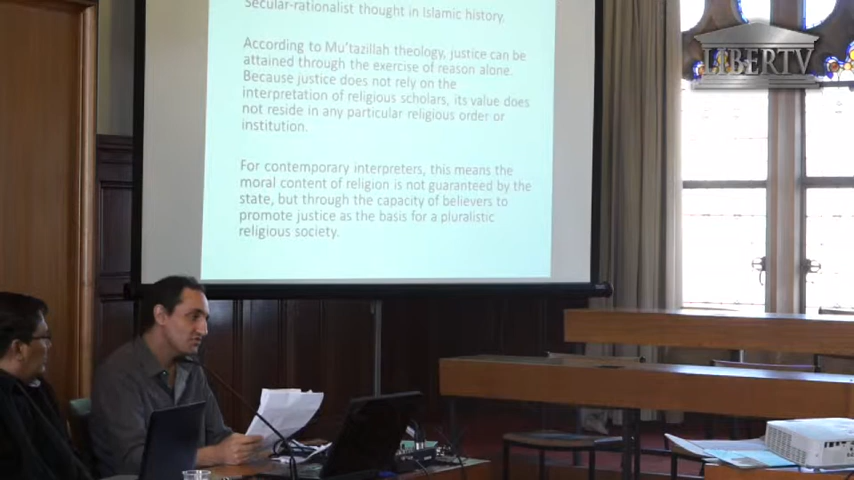 Secular-rationalist thought in Islamic history.
According to Mu'tazillah theology, justice can be
attained through the exercise of reason alone.
Because justice does not rely on the
interpretation of religious scholars, its value does
not reside in any particular religious order or
institution.
For contemporary interpreters, this means the
moral content of religion is not guaranteed by the
state, but through the capacity of believers to
promote justice as the basis for a pluralistic
religious society.
LIBERTV